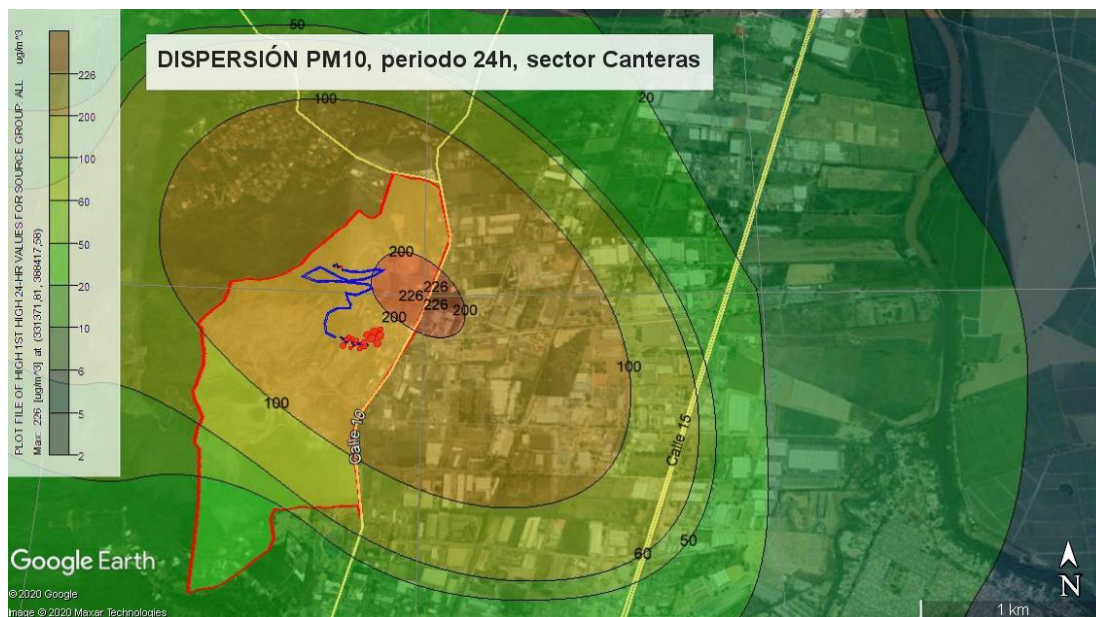 DISPERSIÓN PM10, periodo 24h, sector Canteras
PLOT FILE OF HIGH 1ST HIGH 24-HR VALUES FOR SOURCE GROUP: ALL
ug/m^3
Max: 226 [ug/m^3] at (331371,81, 388417,58)
226
200
100
60
50
20
10
6
5
2
50
100
20
200
226
226
226
200
200
100
100
Calle 10
Calle 15
60
50
Google Earth
© 2020 Google
Image © 2020 Maxar Technologies
N
1 km